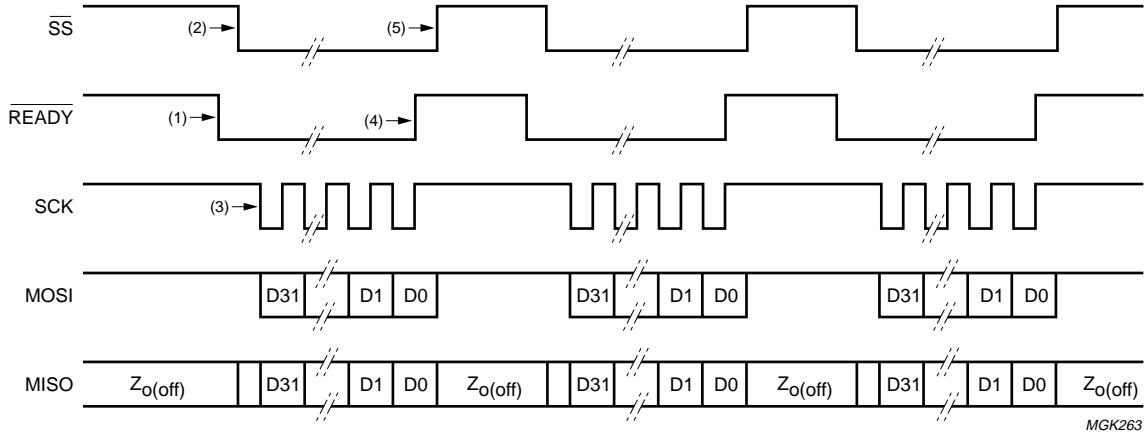 SS (2) (5)
READY (1) (4)
SCK (3)
MOSI D31 D1 D0 D31 D1 D0 D31 D1 D0
MISO Zo(off) D31 D1 D0 Zo(off) D31 D1 D0 Zo(off) D31 D1 D0 Zo(off)
MGK263